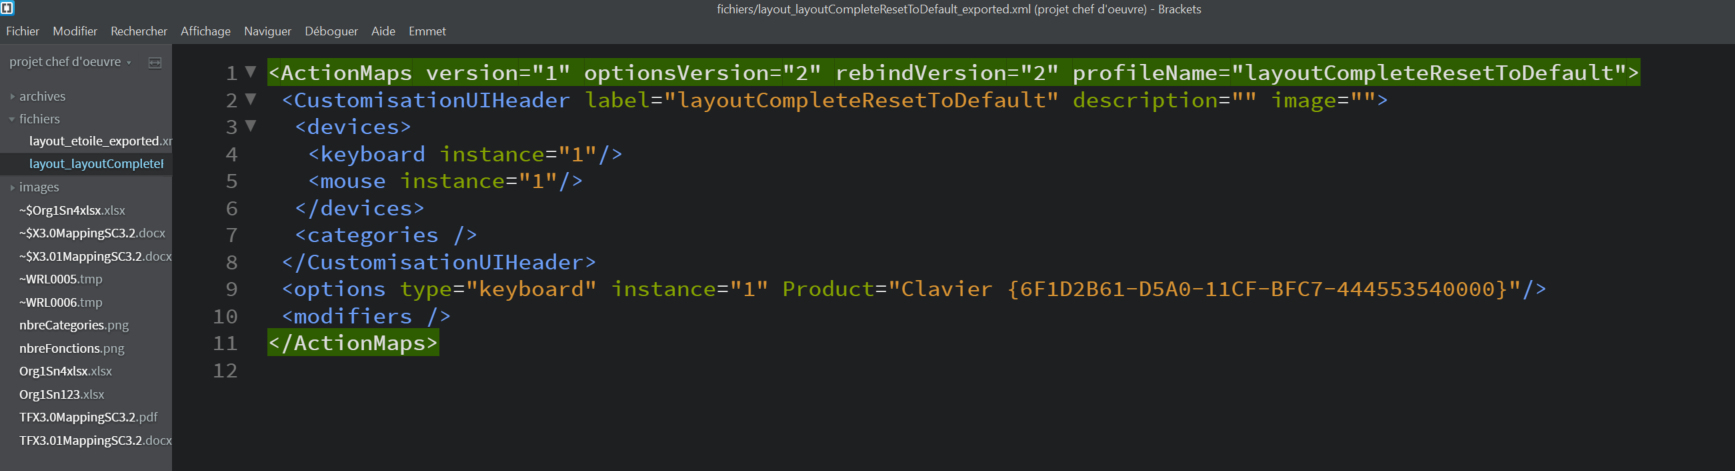 fichiers/layout_layoutCompleteResetToDefault_exported.xml (projet chef d'oeuvre) - Brackets
Fichier Modifier Rechercher Affichage Naviguer Déboguer Aide Emmet
projet chef d'oeuvre
archives
fichiers
layout_etoile_exported.xr
layout_layoutCompleteI
images
~$Org1Sn4xlsx.xlsx
~$X3.0MappingSC3.2.docx
~$X3.01MappingSC3.2.docx
~WRL0005.tmp
~WRL0006.tmp
nbreCategories.png
nbreFonctions.png
Org1Sn4xlsx.xlsx
Org1Sn123.xlsx
TFX3.0MappingSC3.2.pdf
TFX3.01MappingSC3.2.docx
1 <ActionMaps version="1" optionsVersion="2" rebindVersion="2" profileName="layoutCompleteResetToDefault">
2 <CustomisationUIHeader label="layoutCompleteResetToDefault" description="" image="">
3 <devices>
4 <keyboard instance="1"/>
5 <mouse instance="1"/>
6 </devices>
7 <categories />
8 </CustomisationUIHeader>
9 <options type="keyboard" instance="1" Product="Clavier {6F1D2B61-D5A0-11CF-BFC7-444553540000}"/>
10 <modifiers />
11 </ActionMaps>
12